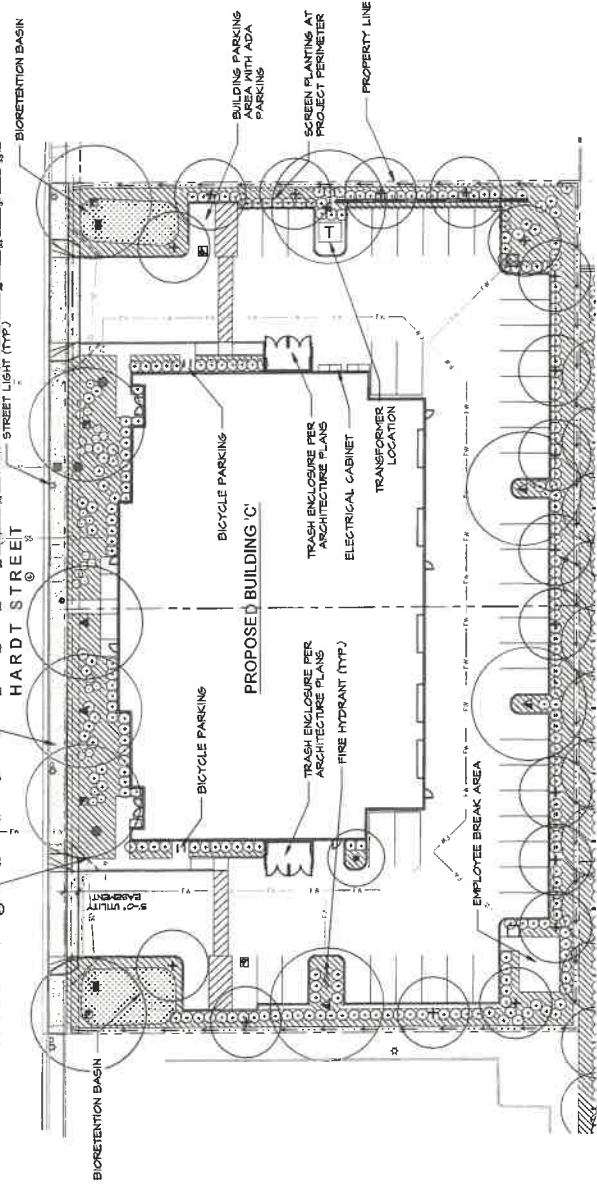 STREET LIGHT (TYP.)
BIORETENTION BASIN
HARDT STREET
BUILDING PARKING
AREA WITH ADA
PARKING
SCREEN PLANTING AT
PROJECT PERIMETER
PROPERTY LINE
BICYCLE PARKING
TRASH ENCLOSURE PER
ARCHITECTURE PLANS
ELECTRICAL CABINET
TRANSFORMER
LOCATION
T
PROPOSED BUILDING 'C'
BICYCLE PARKING
TRASH ENCLOSURE PER
ARCHITECTURE PLANS
FIRE HYDRANT (TYP.)
EMPLOYEE BREAK AREA
5'-0" UTILITY
EASEMENT
BIORETENTION BASIN